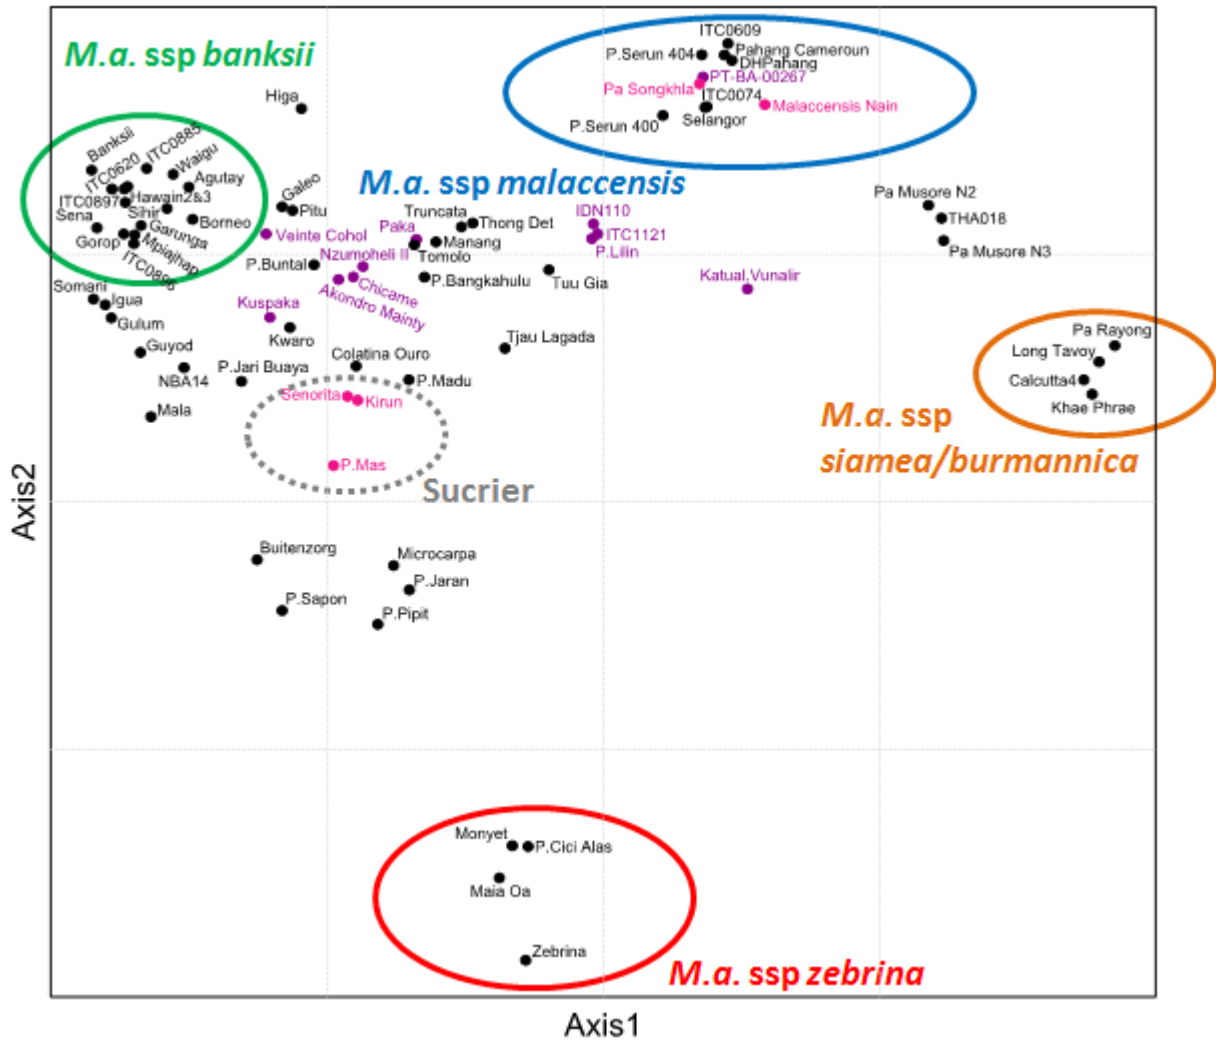 M.a. ssp banksii
ITC0609
P.Serun 404
Pahang Cameroun
DHPahang
PT-BA-00267
Pa Songkhla
ITC0074
Malaccensis Nain
Selangor
P.Serun 400
Higa
Banksii
ITC0885
ITC0620
Waigu
Agutay
ITC0897
Hawain2&3
Sihir
Sena
Garunga
Borneo
Gorop
Mpiajhap
ITC0896
M.a. ssp malaccensis
Galeo
Pitu
Veinte Cohol
Truncata
Thong Det
Paka
Manang
Tomolo
IDN110
ITC1121
P.Lilin
Pa Musore N2
THA018
Pa Musore N3
Nzumoheli II
P.Buntal
Chicame
Akondro Mainty
P.Bangkahulu
Tuu Gia
Katual.Vunalir
Somani
Igua
Gulum
Kuspaka
Kwaro
Guyod
NBA14
P.Jari Buaya
Colatina Ouro
Tjau Lagada
P.Madu
Mala
Senorita
Kirun
P.Mas
Sucrier
Pa Rayong
Long Tavoy
Calcutta4
Khae Phrae
M.a. ssp
siamea/burmannica
Axis2
Buitenzorg
Microcarpa
P.Jaran
P.Sapon
P.Pipit
Monyet
P.Cici Alas
Maia Oa
Zebrina
M.a. ssp zebrina
Axis1